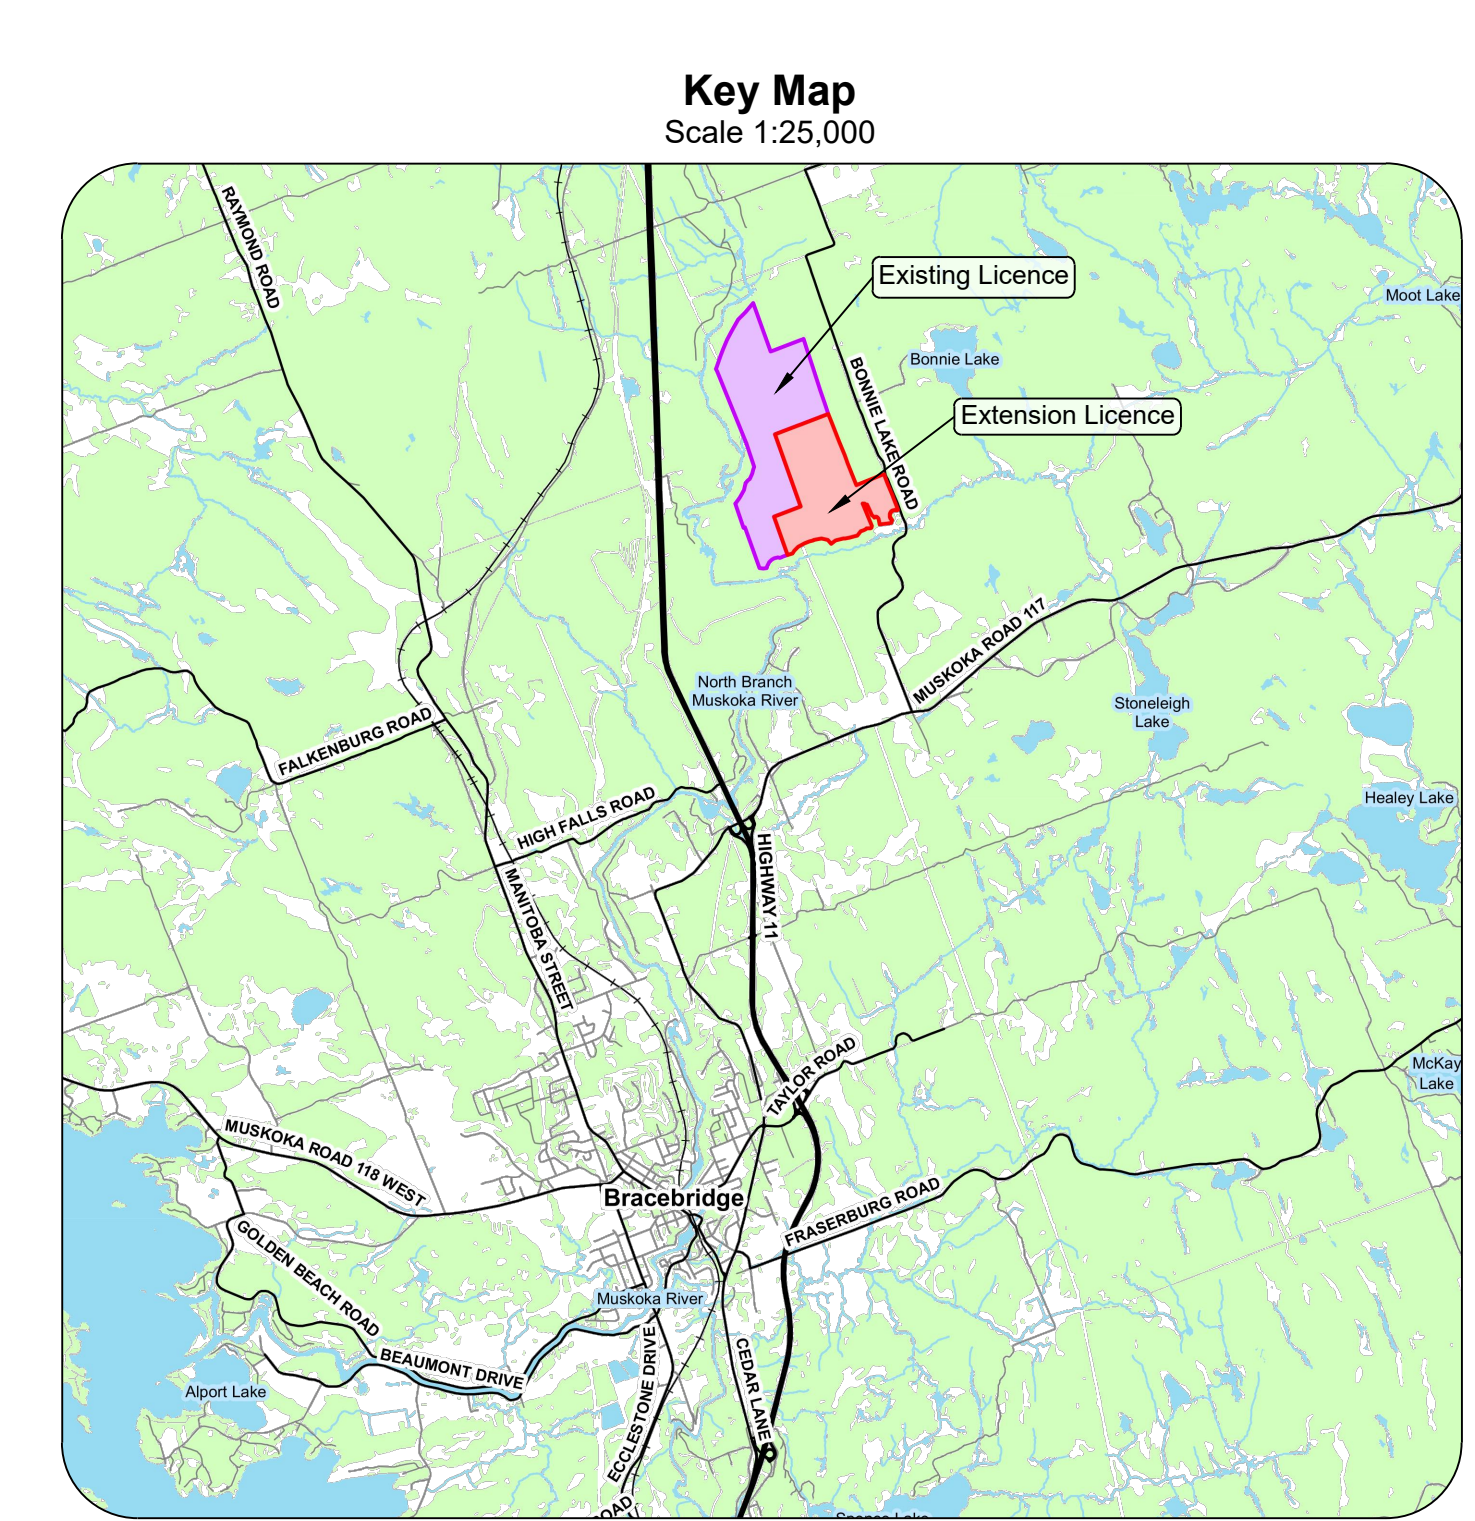 Key Map
Scale 1:25,000
RAYMOND ROAD
Existing Licence
Moot Lake
Bonnie Lake
BONNIE LAKE ROAD
Extension Licence
MUSKOKA ROAD 117
North Branch
Muskoka River
Stoneleigh
Lake
FALKENBURG ROAD
HIGH FALLS ROAD
Healey Lake
HIGHWAY 11
MANITOBA STREET
TAYLOR ROAD
McKay
Lake
MUSKOKA ROAD 118 WEST
Bracebridge
FRASERBURG ROAD
GOLDEN BEACH ROAD
Muskoka River
BEAUMONT DRIVE
Alport Lake
ECCLESTONE DRIVE
CEDAR LANE
ROAD
Spence Lake